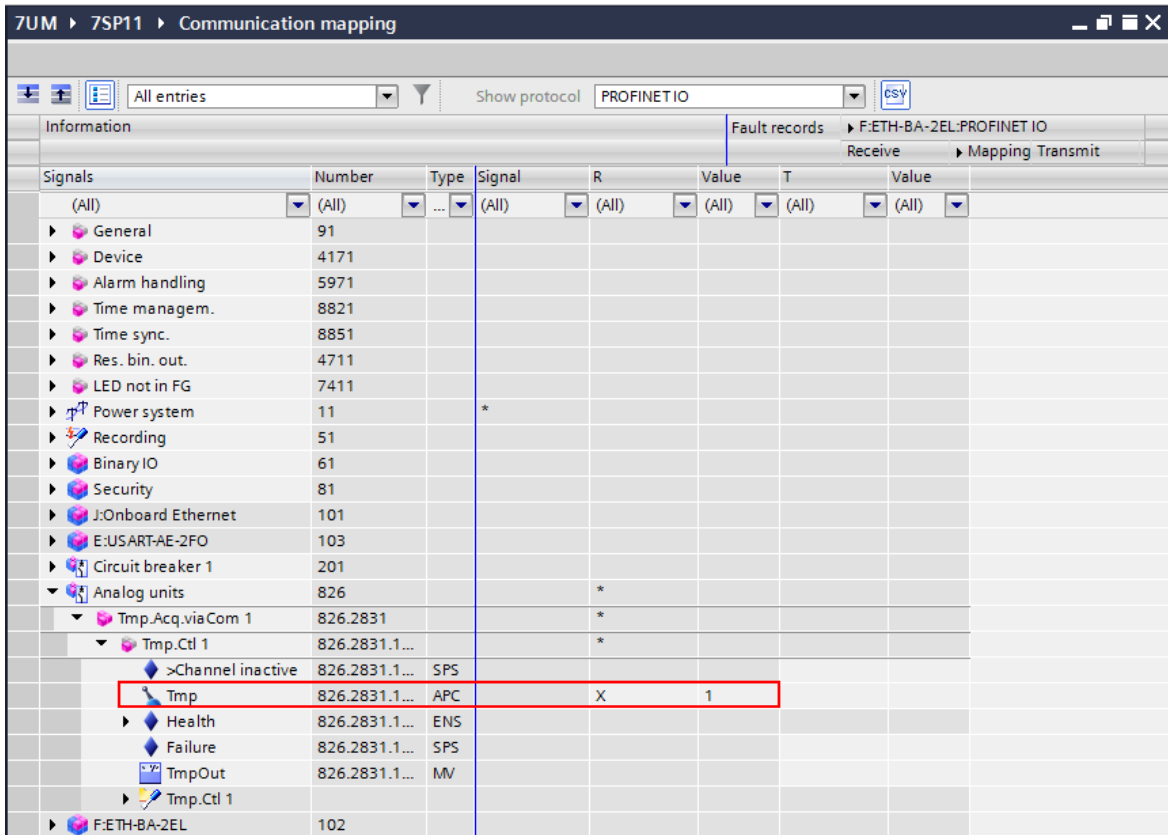 7UM ▸ 7SP11 ▸ Communication mapping
All entries Show protocol PROFINET IO CSV
Information Fault records F:ETH-BA-2EL:PROFINET IO
Receive Mapping Transmit
Signals Number Type Signal R Value T Value
(All) (All) ... (All) (All) (All) (All) (All)
General 91
Device 4171
Alarm handling 5971
Time managem. 8821
Time sync. 8851
Res. bin. out. 4711
LED not in FG 7411
Power system 11 *
Recording 51
Binary IO 61
Security 81
J:Onboard Ethernet 101
E:USART-AE-2FO 103
Circuit breaker 1 201
Analog units 826 *
Tmp.Acq.viaCom 1 826.2831 *
Tmp.Ctl 1 826.2831.1... *
>Channel inactive 826.2831.1... SPS
Tmp 826.2831.1... APC X 1
Health 826.2831.1... ENS
Failure 826.2831.1... SPS
TmpOut 826.2831.1... MV
Tmp.Ctl 1
F:ETH-BA-2EL 102